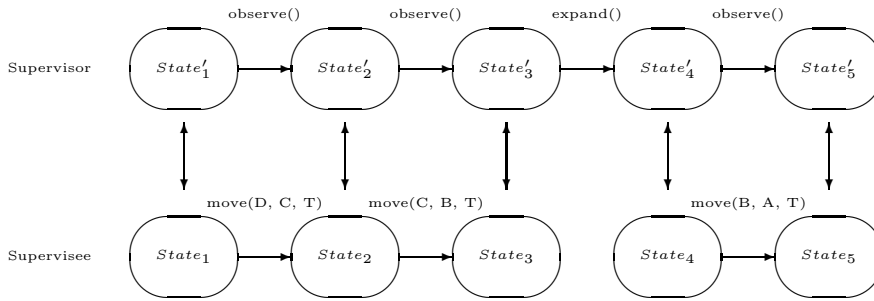 observe() observe() expand() observe()
Supervisor State′1 State′2 State′3 State′4 State′5
move(D, C, T) move(C, B, T) move(B, A, T)
Supervisee State1 State2 State3 State4 State5